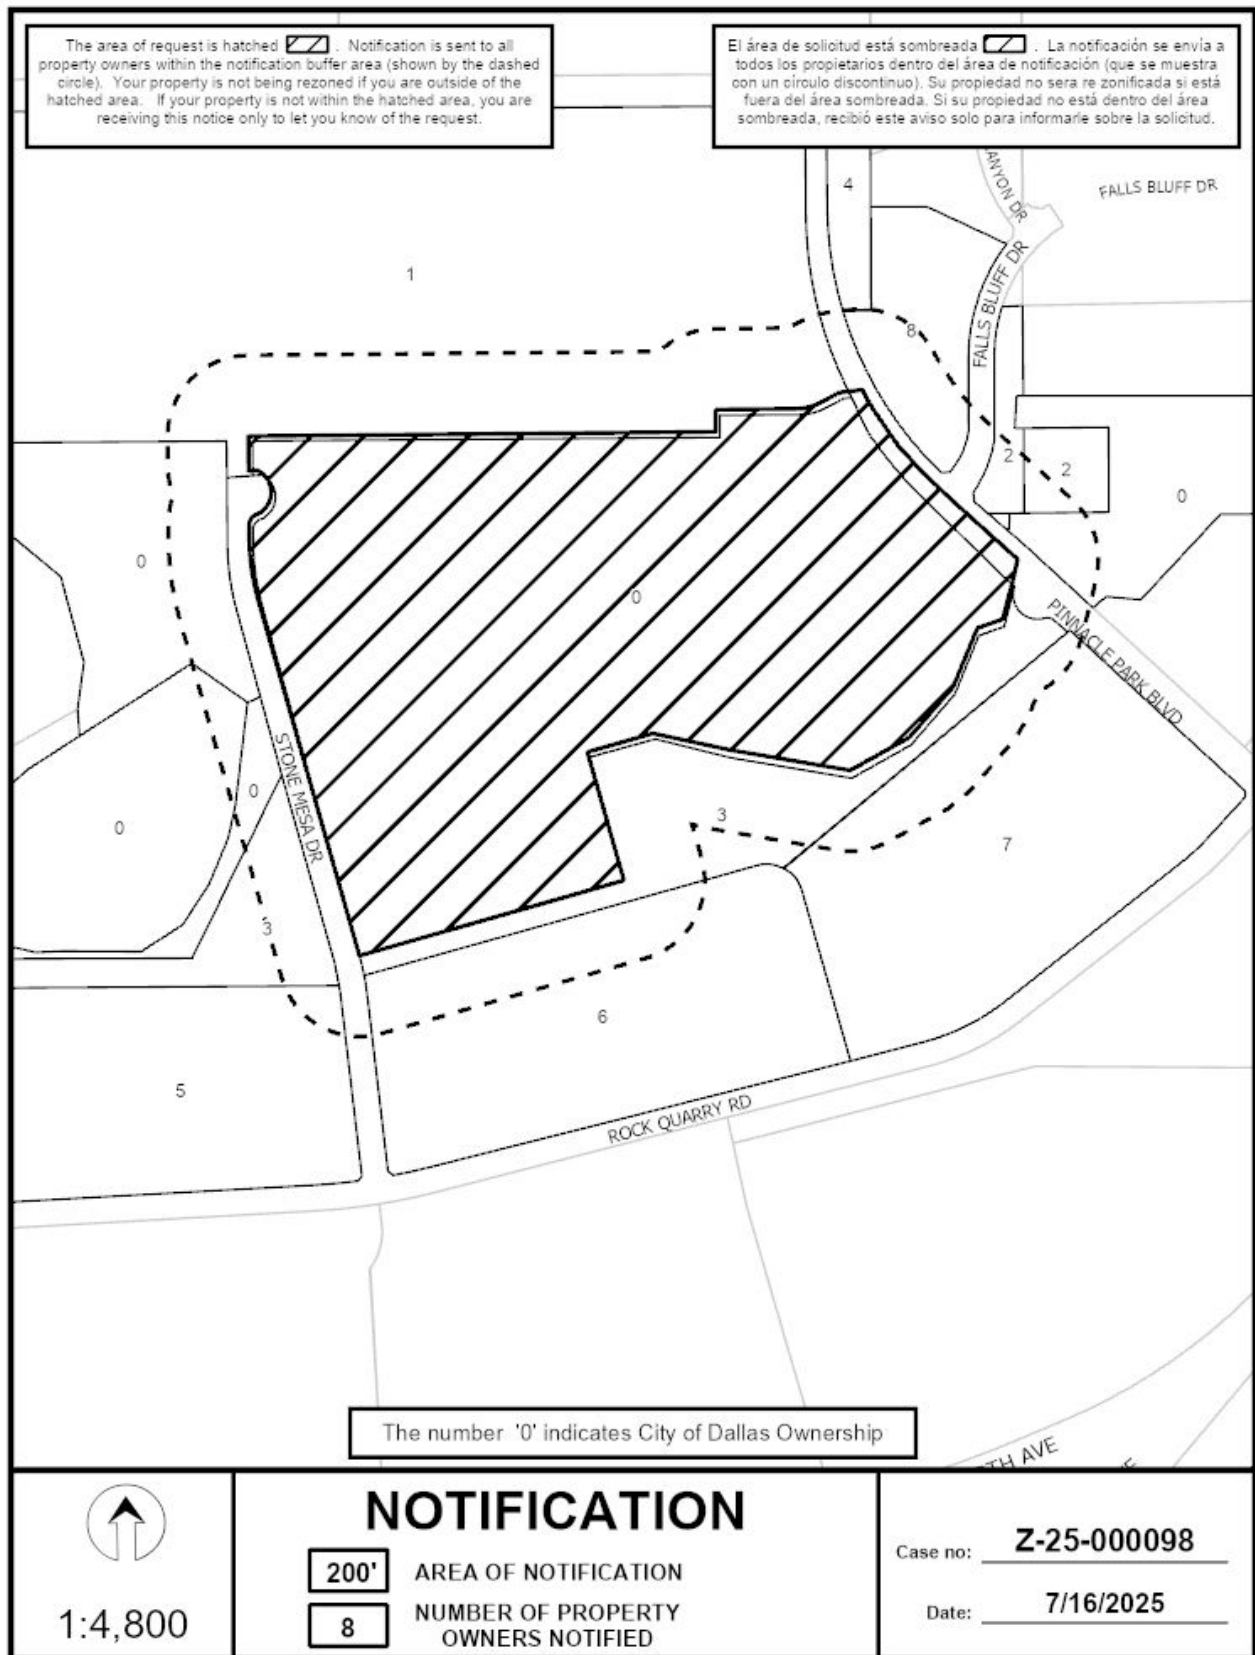 The area of request is hatched . Notification is sent to all
property owners within the notification buffer area (shown by the dashed
circle). Your property is not being rezoned if you are outside of the
hatched area. If your property is not within the hatched area, you are
receiving this notice only to let you know of the request.
El área de solicitud está sombreada . La notificación se envía a
todos los propietarios dentro del área de notificación (que se muestra
con un círculo discontinuo). Su propiedad no sera re zonificada si está
fuera del área sombreada. Si su propiedad no está dentro del área
sombreada, recibió este aviso solo para informarle sobre la solicitud.
4
ANYON DR
FALLS BLUFF DR
1
FALLS BLUFF DR
8
2
2
0
0
0
PINNACLE PARK BLVD
STONE MESA DR
0
0
3
7
3
6
5
ROCK QUARRY RD
The number '0' indicates City of Dallas Ownership
TH AVE
NOTIFICATION
200' AREA OF NOTIFICATION
8 NUMBER OF PROPERTY
OWNERS NOTIFIED
1:4,800
Case no: Z-25-000098
Date: 7/16/2025